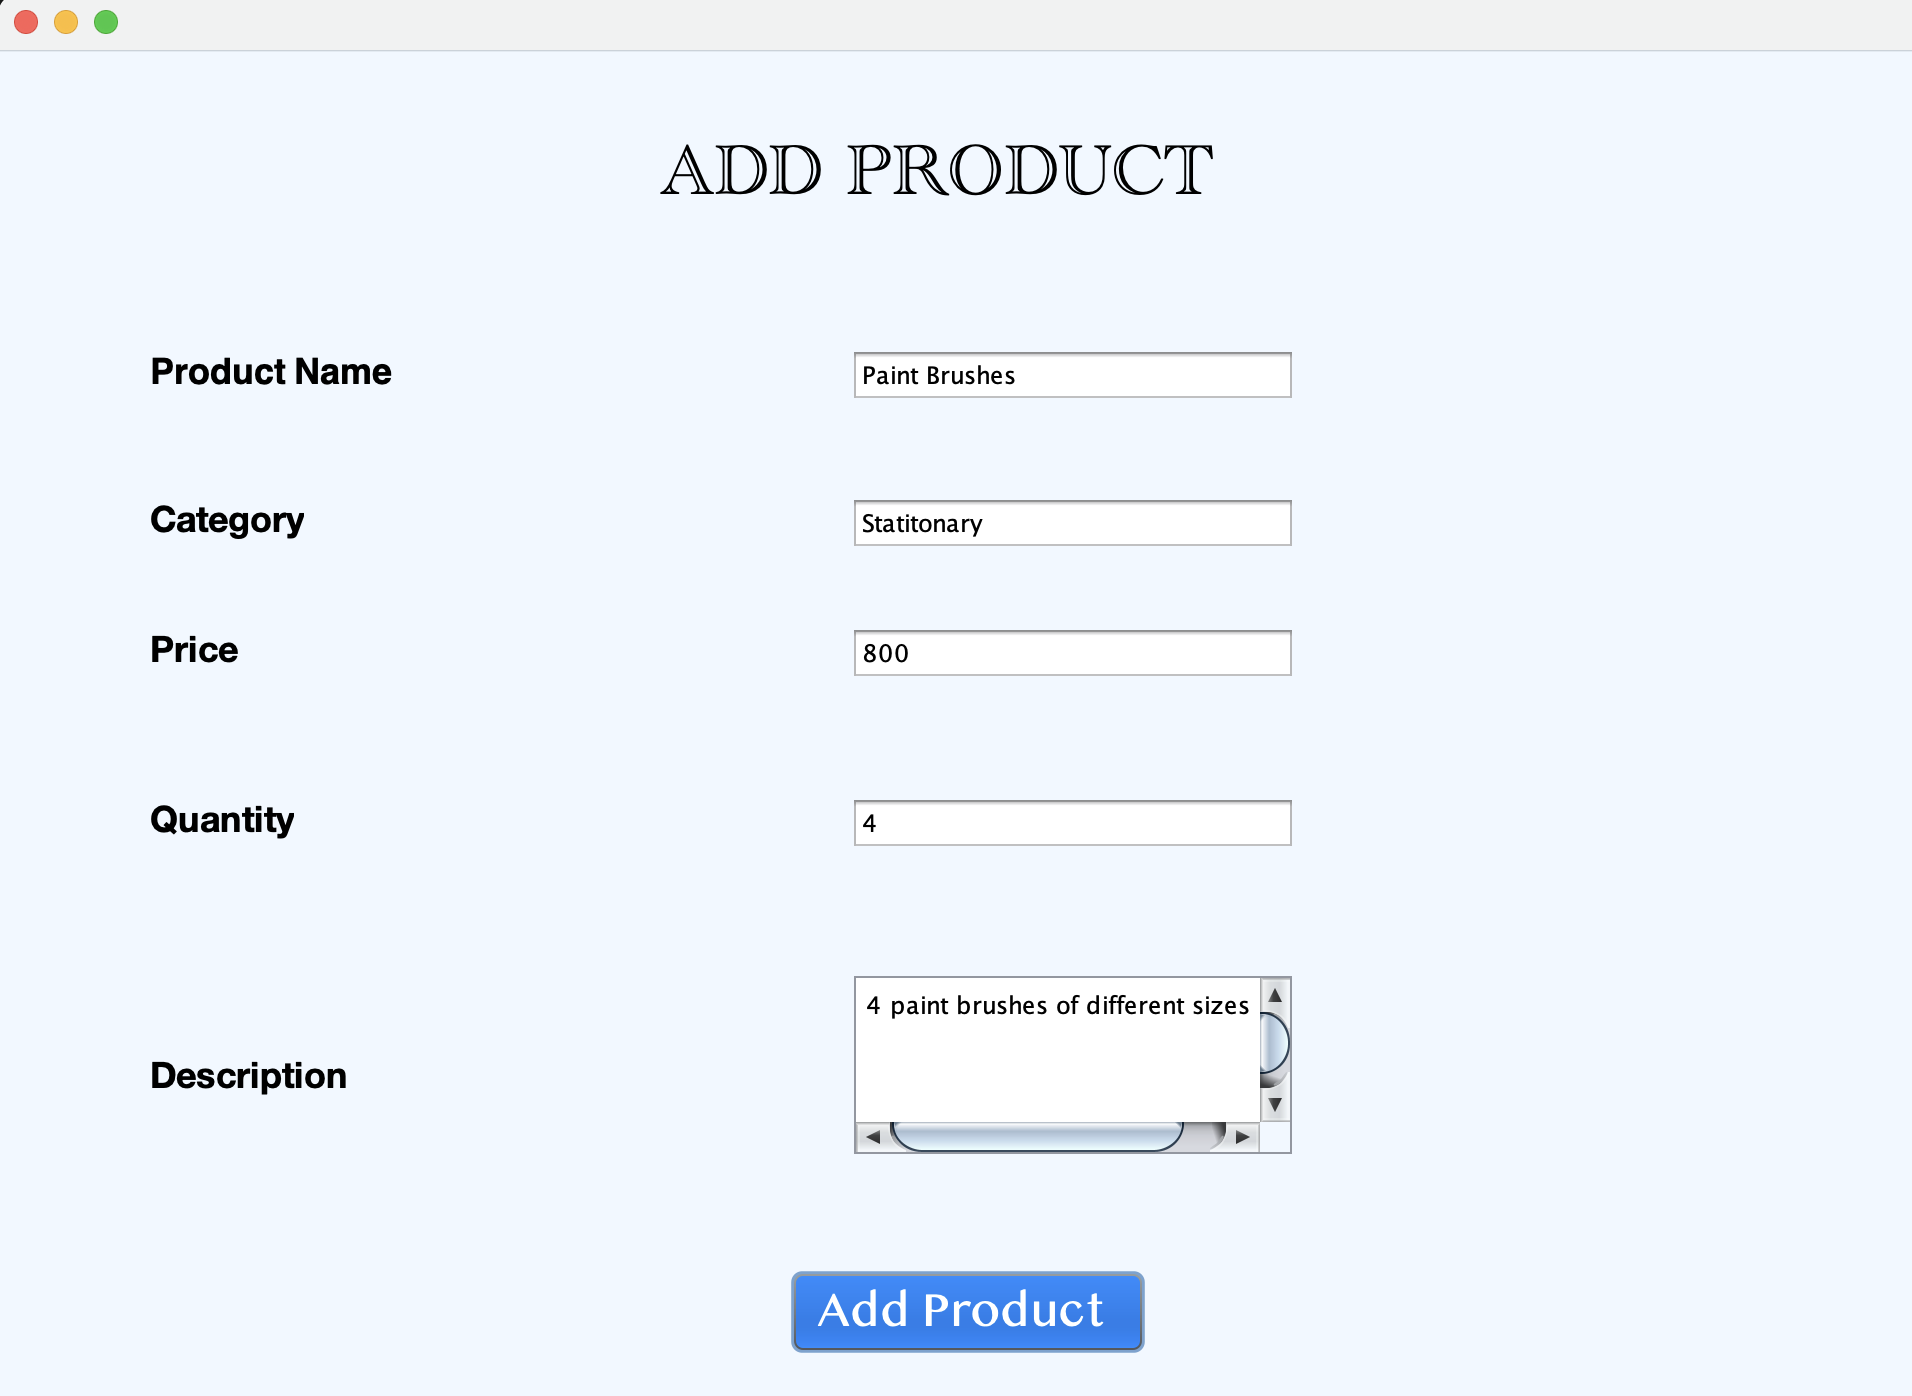 ADD PRODUCT
Product Name
Paint Brushes
Category
Statitonary
Price
800
Quantity
4
Description
4 paint brushes of different sizes
Add Product